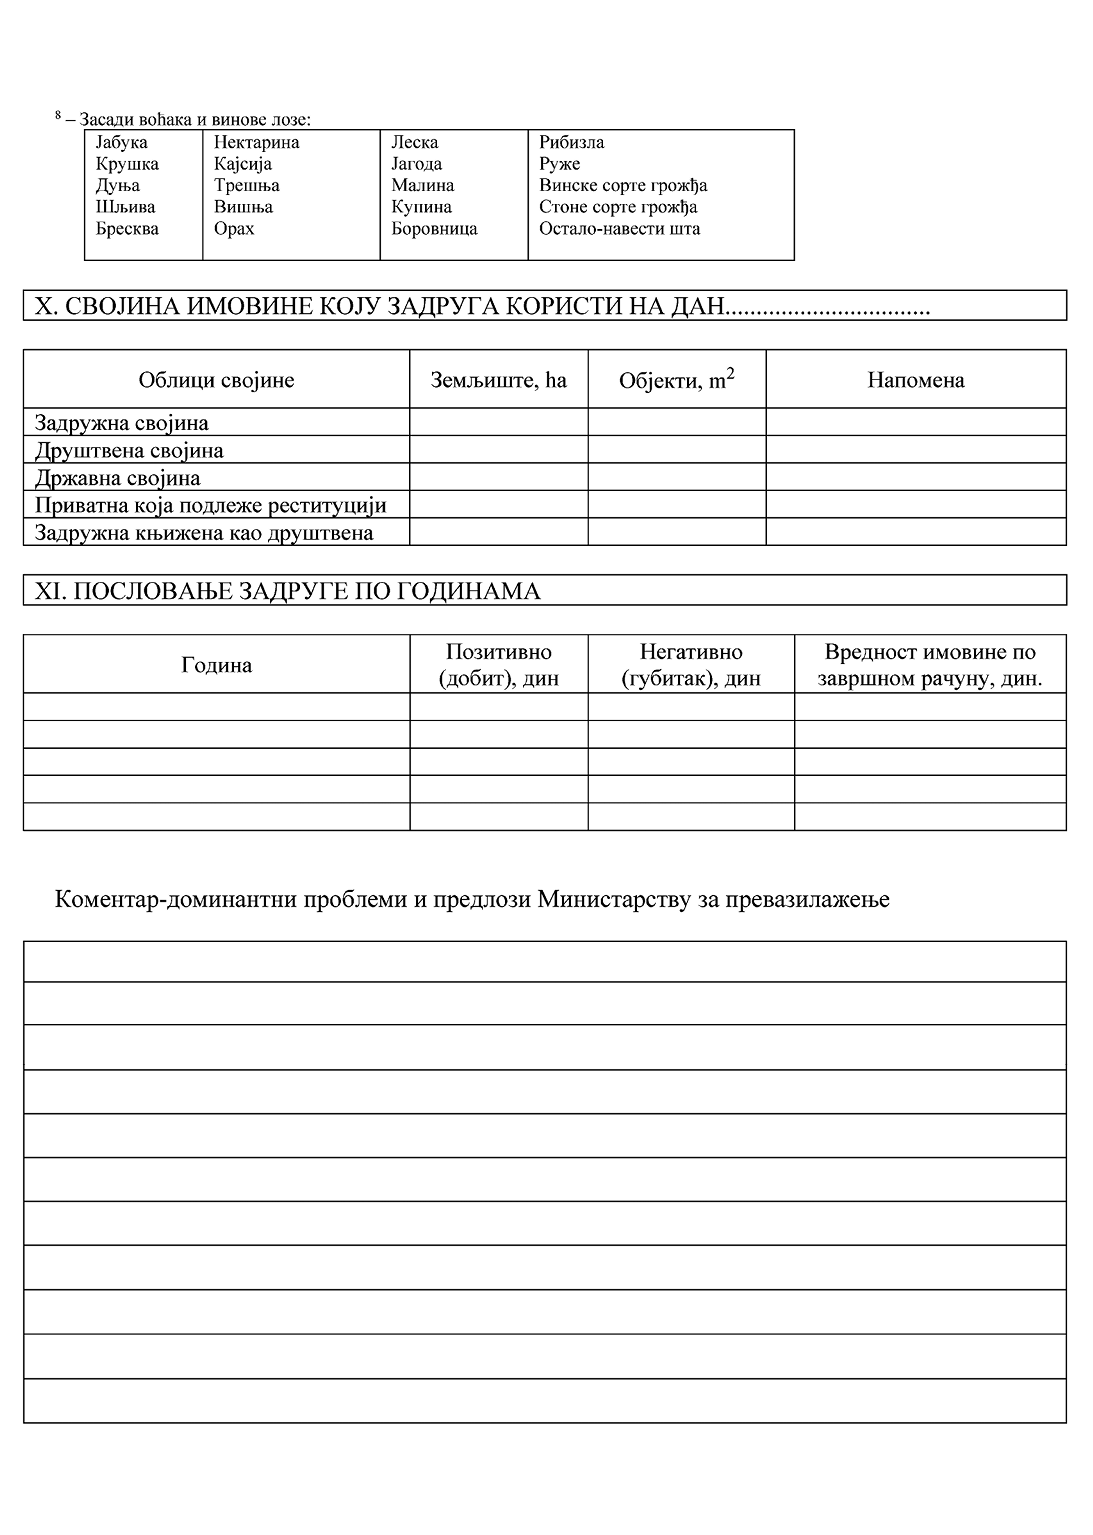 ⁸ – Засади воћака и винове лозе:
Јабука Нектарина Леска Рибизла
Крушка Кајсија Јагода Руже
Дуња Трешња Малина Винске сорте грожђа
Шљива Вишња Купина Стоне сорте грожђа
Бресква Орах Боровница Остало-навести шта
X. СВОЈИНА ИМОВИНЕ КОЈУ ЗАДРУГА КОРИСТИ НА ДАН.................................
Облици својине Земљиште, ha Објекти, m² Напомена
Задружна својина
Друштвена својина
Државна својина
Приватна која подлеже реституцији
Задружна књижена као друштвена
XI. ПОСЛОВАЊЕ ЗАДРУГЕ ПО ГОДИНАМА
Година Позитивно (добит), дин Негативно (губитак), дин Вредност имовине по завршном рачуну, дин.
Коментар-доминантни проблеми и предлози Министарству за превазилажење